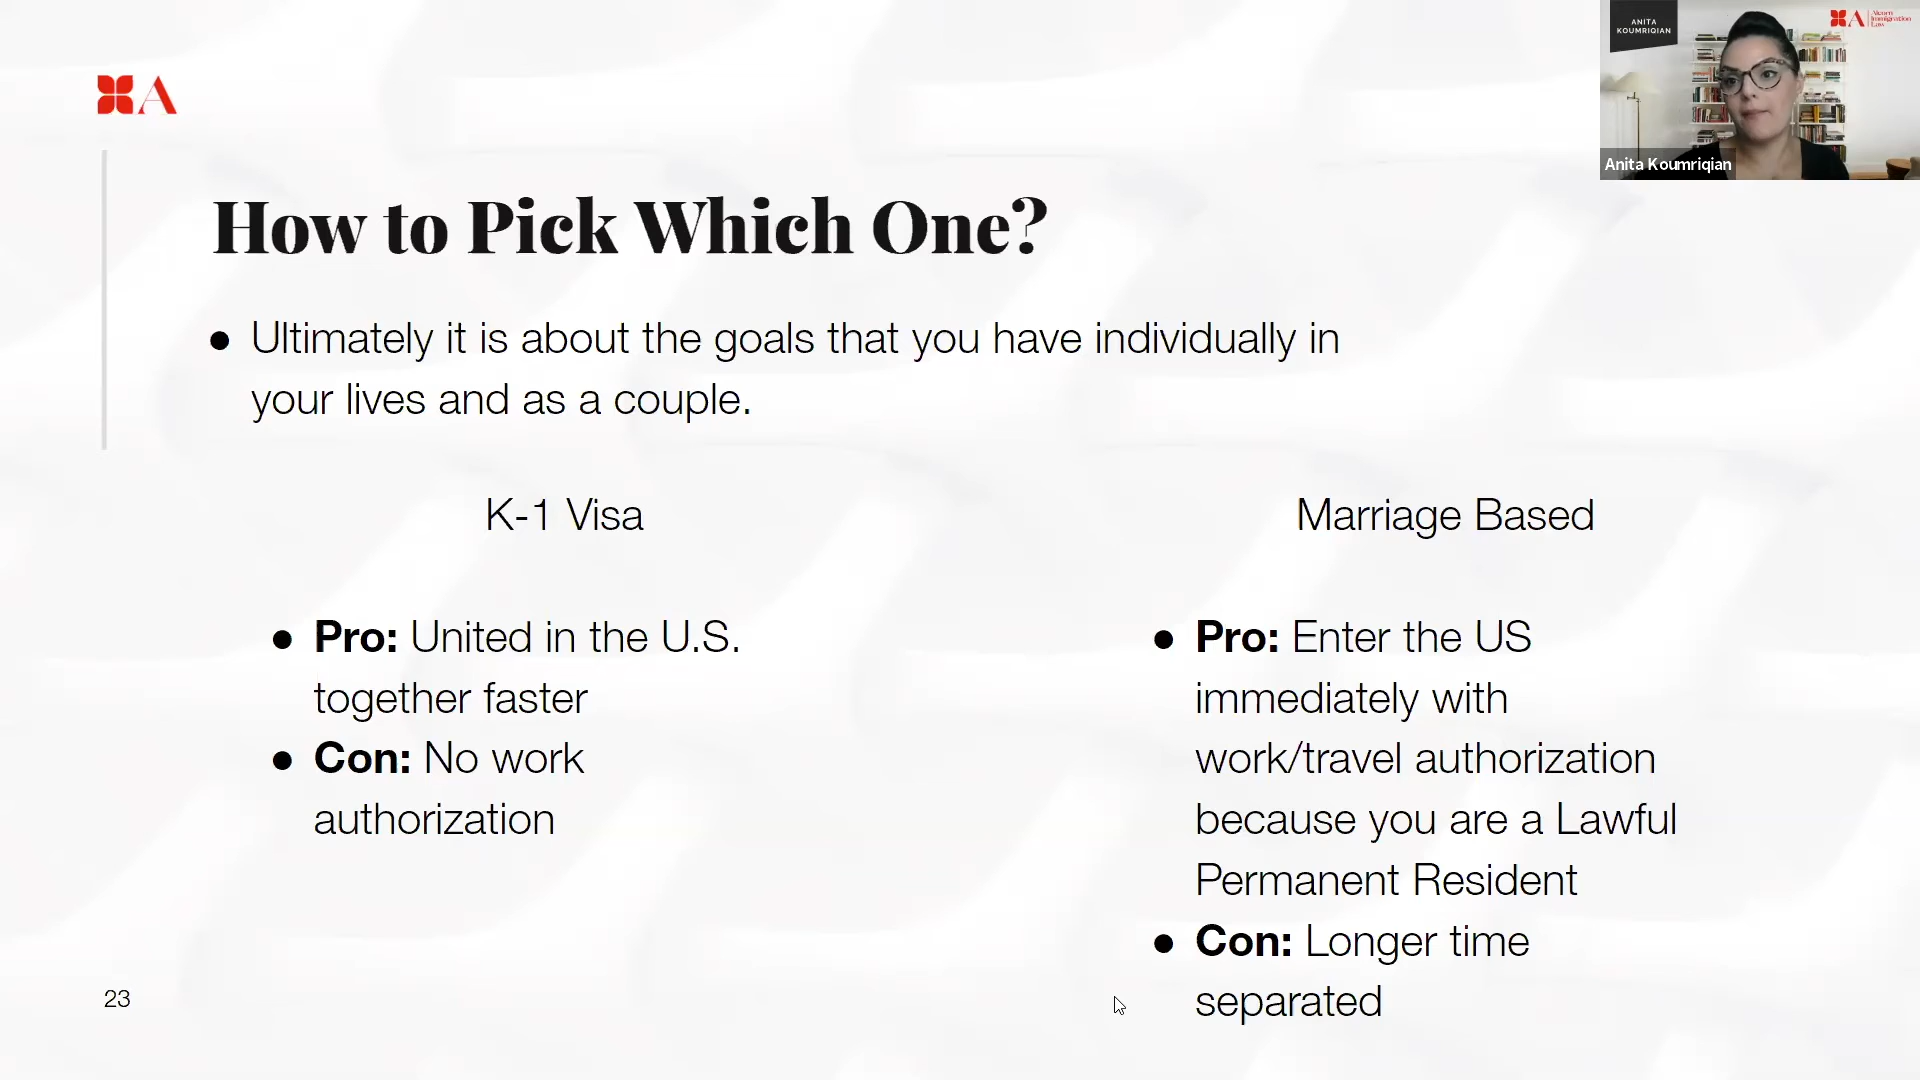 ANITA
KOUMRIQIAN
A
Alcorn
Immigration
Law
Anita Koumriqian
A
How to Pick Which One?
● Ultimately it is about the goals that you have individually in
your lives and as a couple.
K-1 Visa
● Pro: United in the U.S.
together faster
● Con: No work
authorization
Marriage Based
● Pro: Enter the US
immediately with
work/travel authorization
because you are a Lawful
Permanent Resident
● Con: Longer time
separated
23